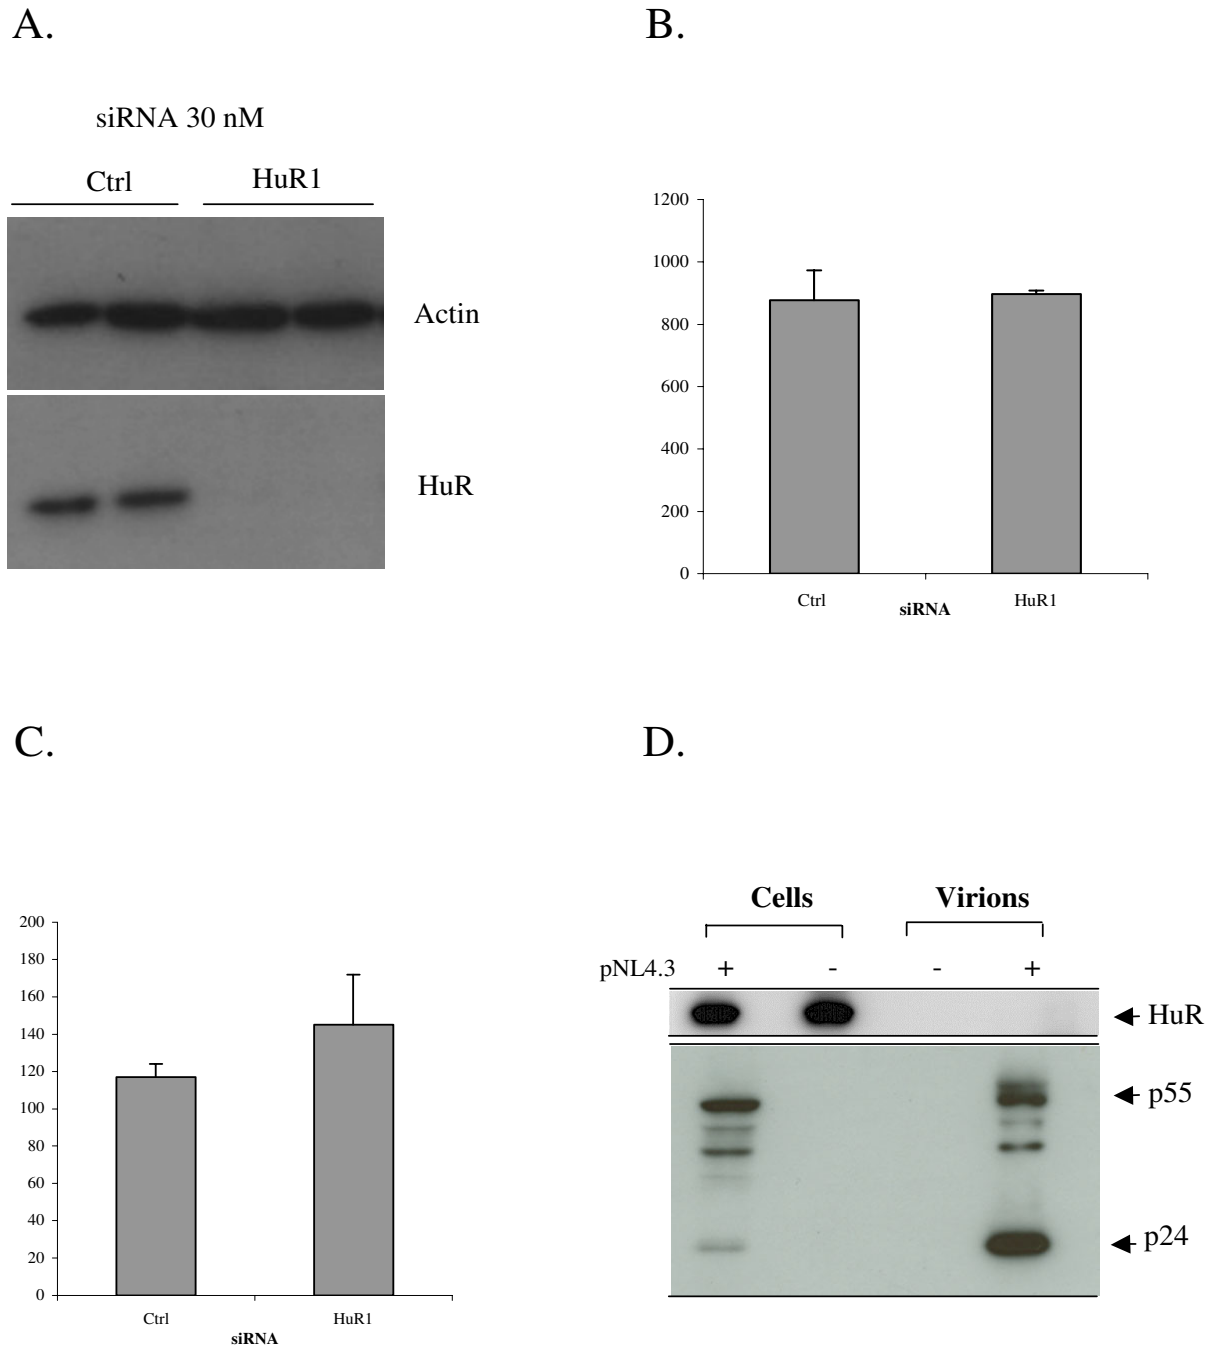 A.
siRNA 30 nM
Ctrl HuR1
Actin
HuR
B.
1200
1000
800
600
400
200
0
Ctrl HuR1
siRNA
C.
200
180
160
140
120
100
80
60
40
20
0
Ctrl HuR1
siRNA
D.
Cells Virions
pNL4.3 + - - +
HuR
p55
p24